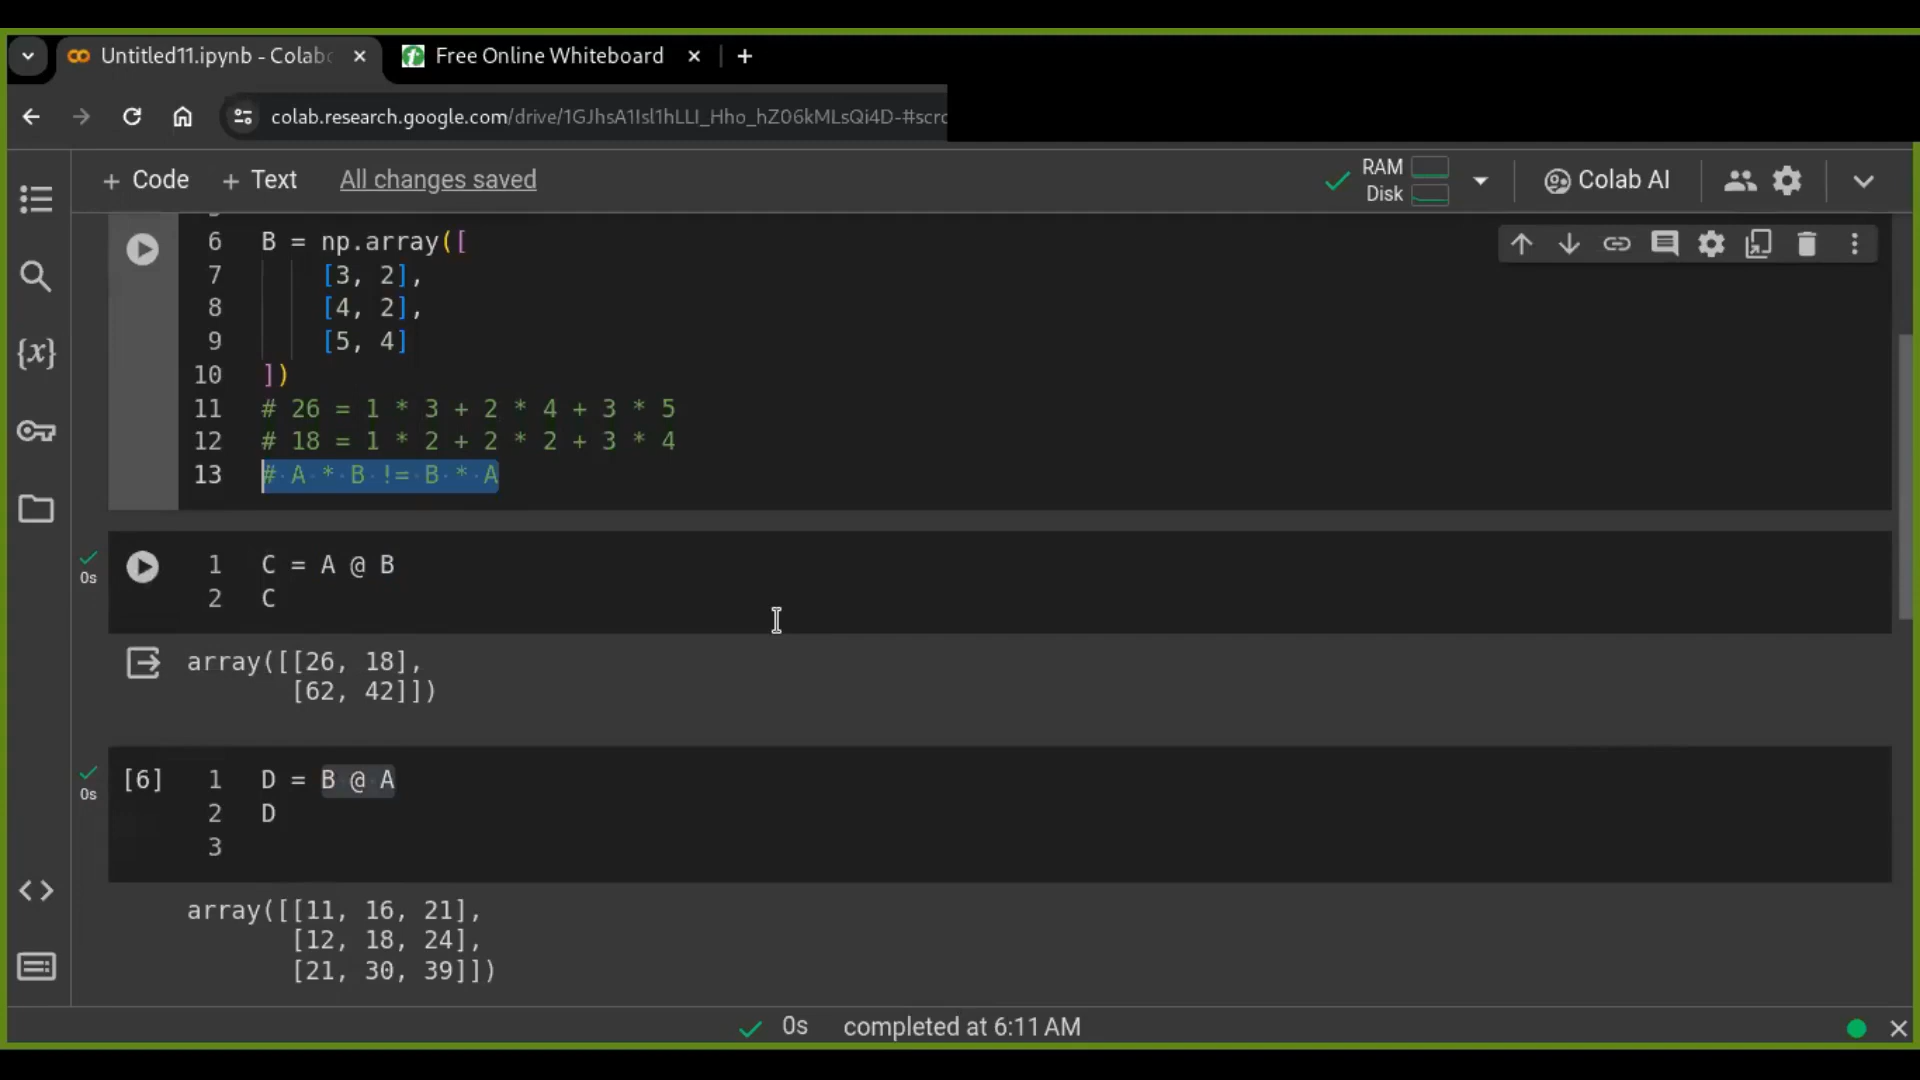 Untitled11.ipynb - Colab
Free Online Whiteboard
colab.research.google.com/drive/1GJhsA1Isl1hLLI_Hho_hZ06kMLsQi4D-#scro
+ Code + Text All changes saved
RAM
Disk
Colab AI
6 B = np.array([
7 [3, 2],
8 [4, 2],
9 [5, 4]
10 ])
11 # 26 = 1 * 3 + 2 * 4 + 3 * 5
12 # 18 = 1 * 2 + 2 * 2 + 3 * 4
13 # A * B != B * A
0s
1 C = A @ B
2 C
array([[26, 18],
[62, 42]])
0s
[6] 1 D = B @ A
2 D
3
array([[11, 16, 21],
[12, 18, 24],
[21, 30, 39]])
0s completed at 6:11 AM